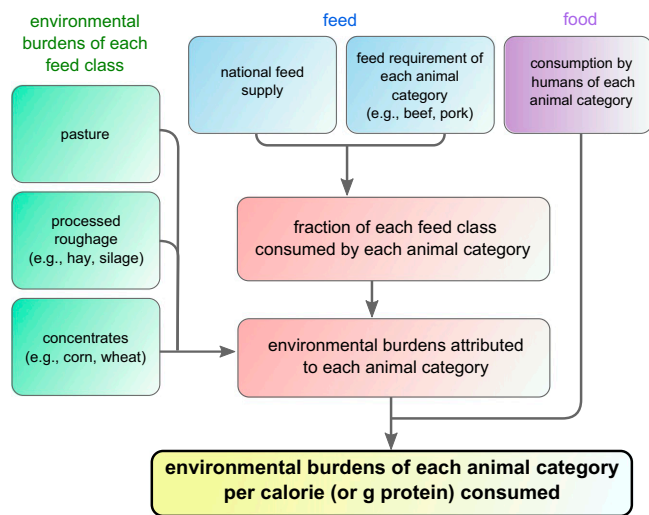 environmental
burdens of each
feed class
feed
food
pasture
processed
roughage
(e.g., hay, silage)
concentrates
(e.g., corn, wheat)
national feed
supply
feed requirement of
each animal
category
(e.g., beef, pork)
consumption by
humans of each
animal category
fraction of each feed class
consumed by each animal category
environmental burdens attributed
to each animal category
environmental burdens of each animal category
per calorie (or g protein) consumed